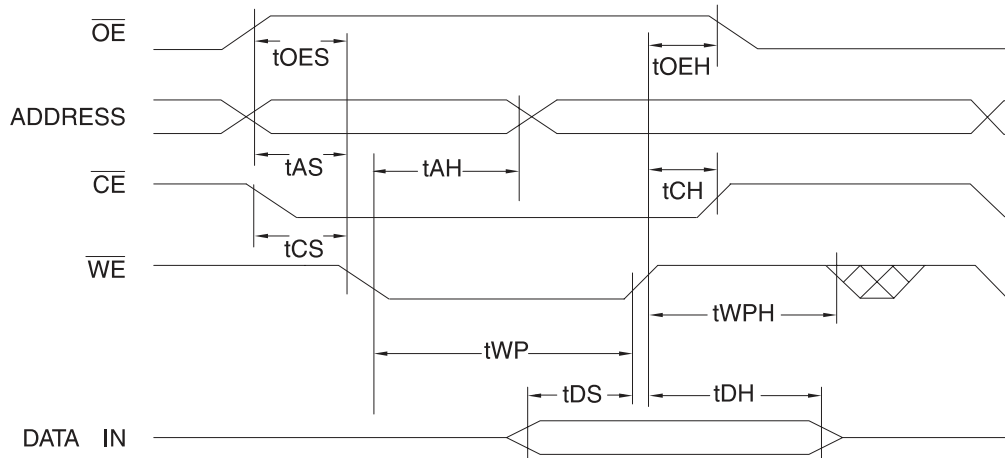 OE
tOES
tOEH
ADDRESS
tAS
tAH
tCH
CE
tCS
WE
tWPH
tWP
tDS
tDH
DATA IN